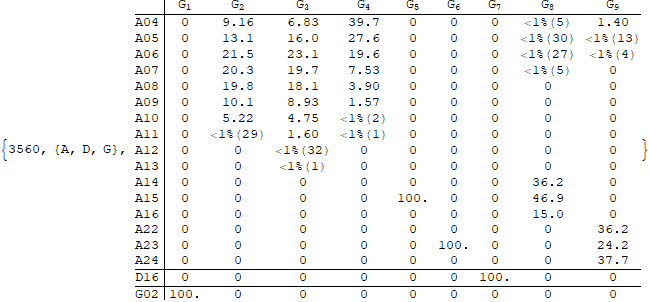 G1 G2 G3 G4 G5 G6 G7 G8 G9
A04 0 9.16 6.83 39.7 0 0 0 <1%(5) 1.40
A05 0 13.1 16.0 27.6 0 0 0 <1%(30) <1%(13)
A06 0 21.5 23.1 19.6 0 0 0 <1%(27) <1%(4)
A07 0 20.3 19.7 7.53 0 0 0 <1%(5) 0
A08 0 19.8 18.1 3.90 0 0 0 0 0
A09 0 10.1 8.93 1.57 0 0 0 0 0
A10 0 5.22 4.75 <1%(2) 0 0 0 0 0
A11 0 <1%(29) 1.60 <1%(1) 0 0 0 0 0
{3560, {A, D, G}, A12 0 0 <1%(32) 0 0 0 0 0 0 }
A13 0 0 <1%(1) 0 0 0 0 0 0
A14 0 0 0 0 0 0 0 36.2 0
A15 0 0 0 0 100. 0 0 46.9 0
A16 0 0 0 0 0 0 0 15.0 0
A22 0 0 0 0 0 0 0 0 36.2
A23 0 0 0 0 0 100. 0 0 24.2
A24 0 0 0 0 0 0 0 0 37.7
D16 0 0 0 0 0 0 100. 0 0
G02 100. 0 0 0 0 0 0 0 0